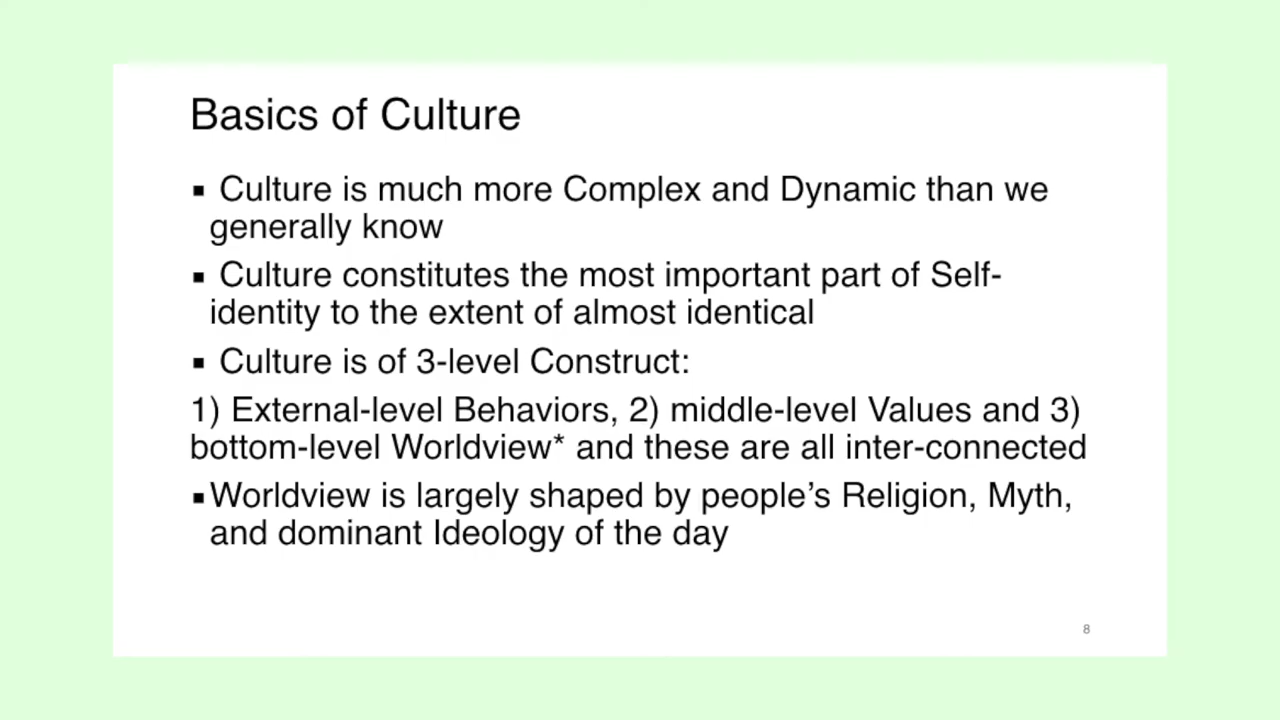 Basics of Culture
▪ Culture is much more Complex and Dynamic than we
generally know
▪ Culture constitutes the most important part of Self-
identity to the extent of almost identical
▪ Culture is of 3-level Construct:
1) External-level Behaviors, 2) middle-level Values and 3)
bottom-level Worldview* and these are all inter-connected
▪Worldview is largely shaped by people’s Religion, Myth,
and dominant Ideology of the day
8